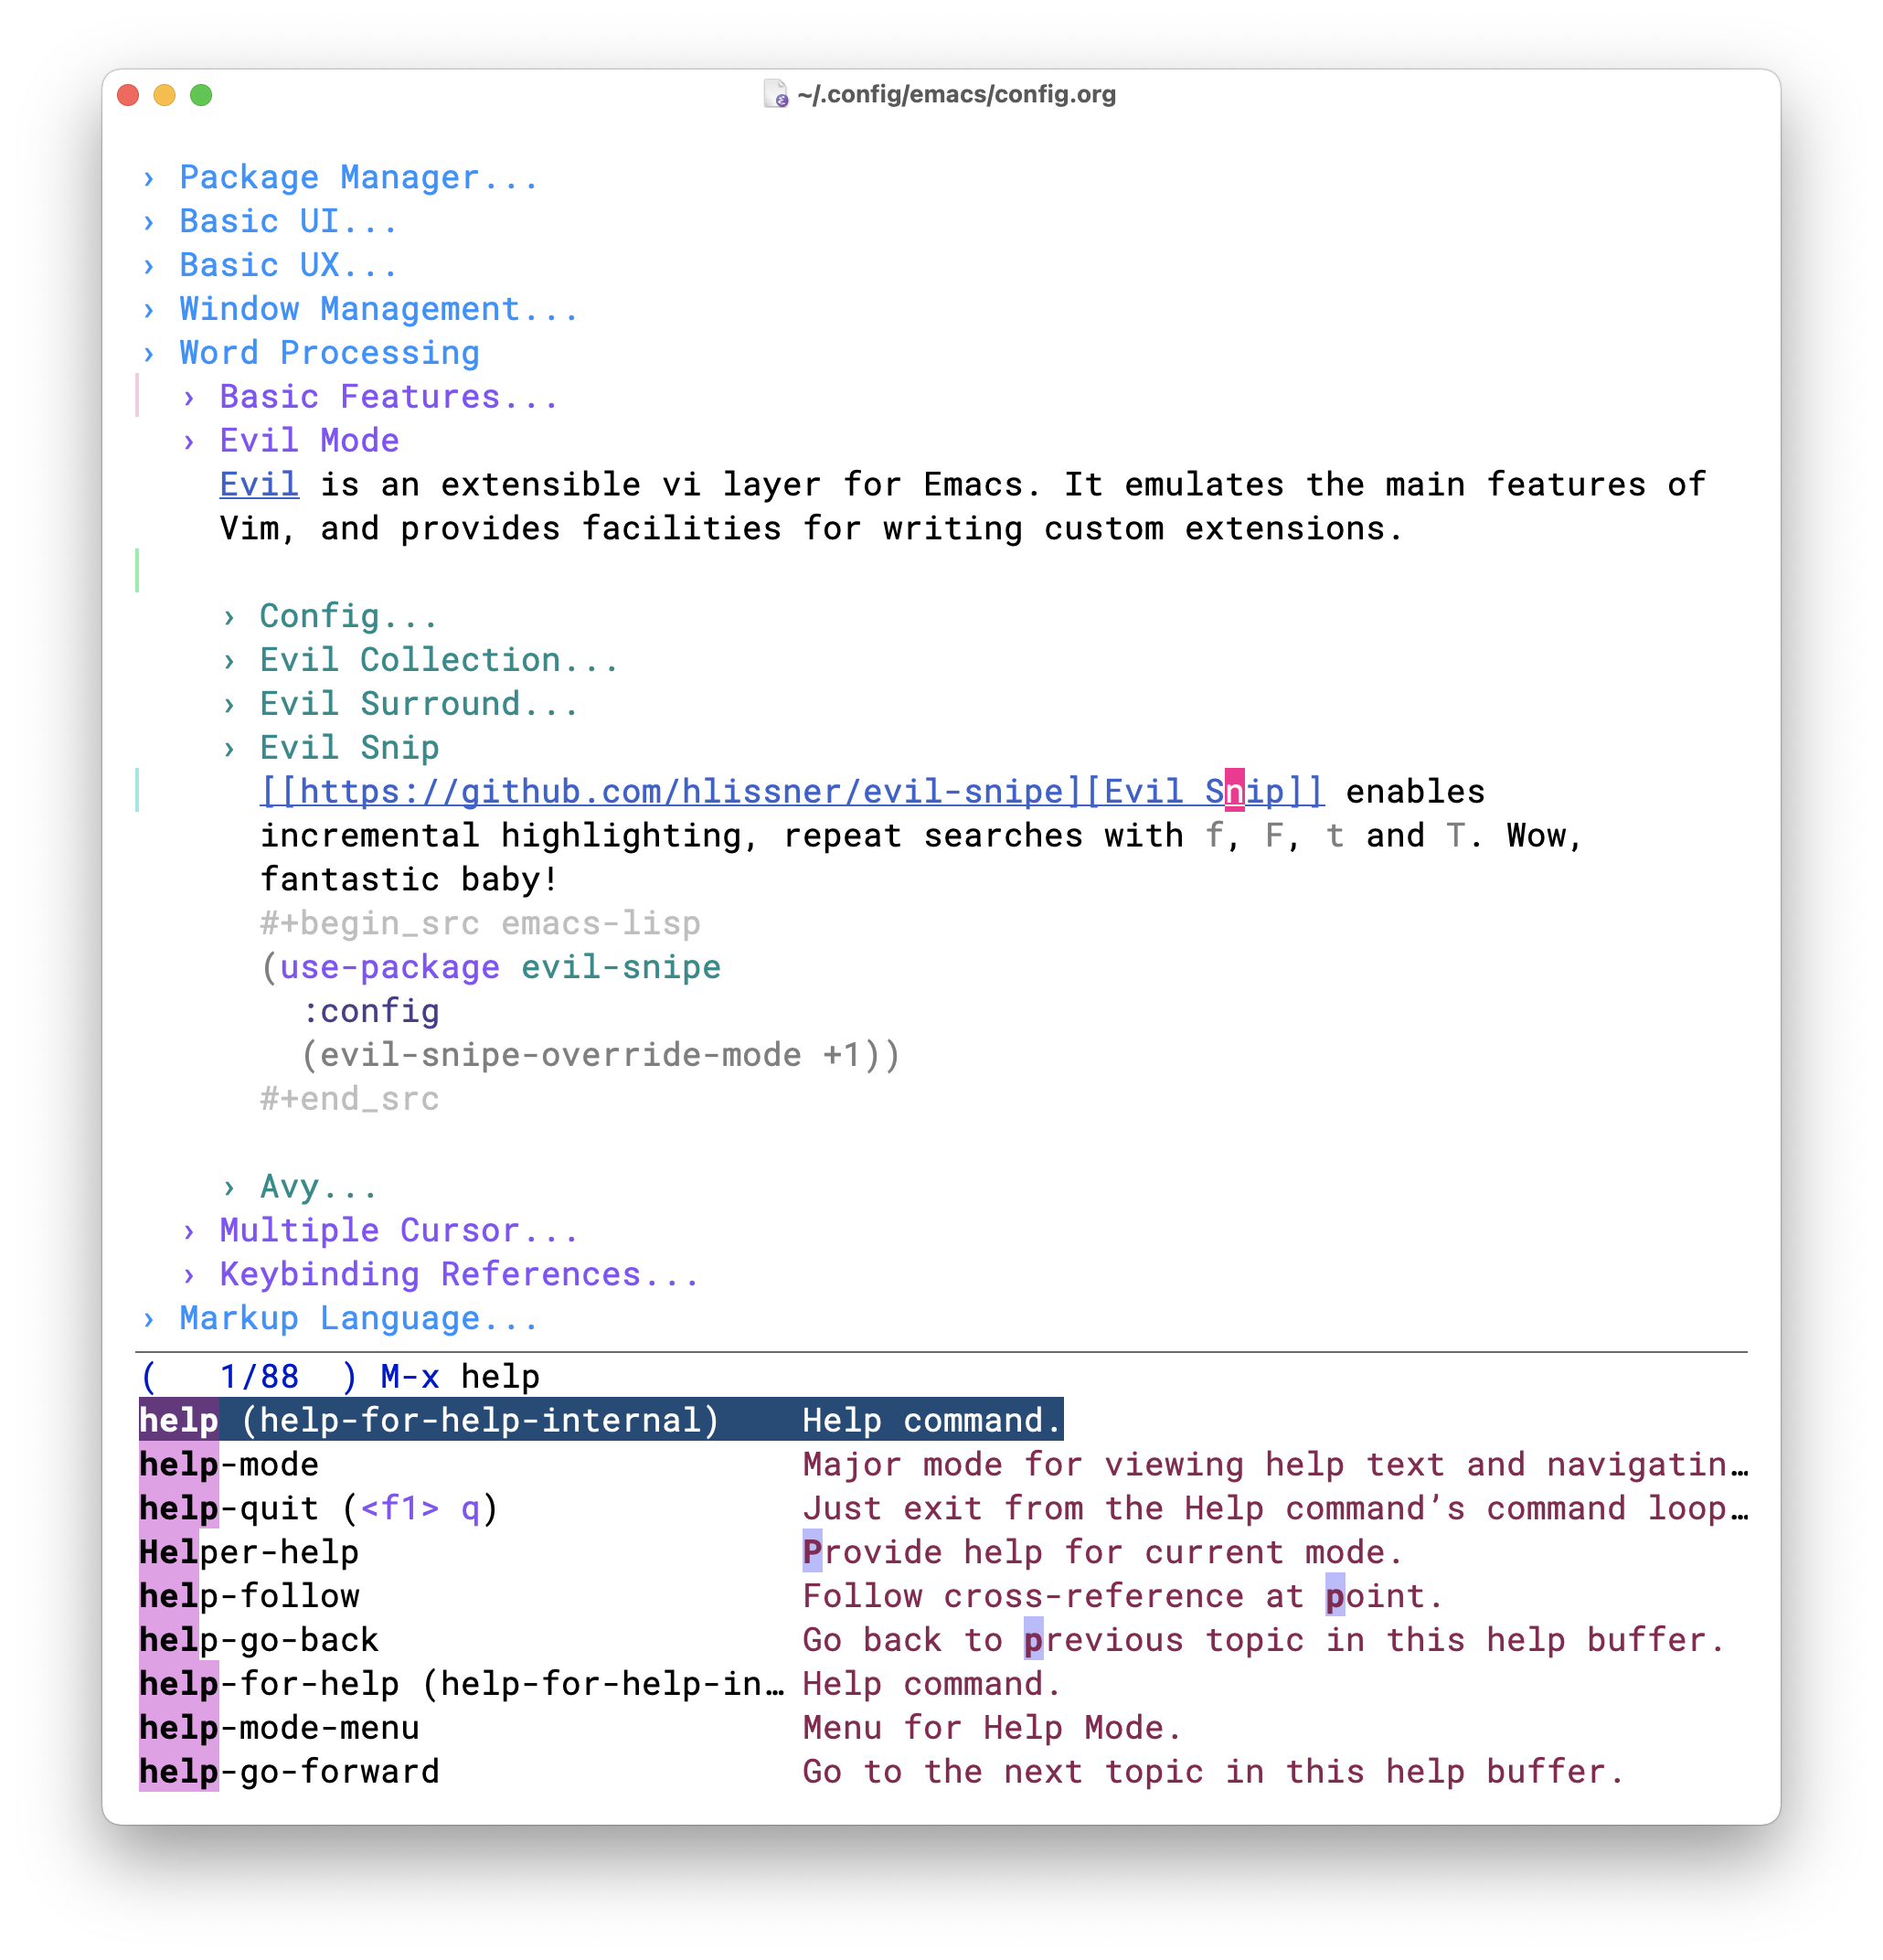 ~/.config/emacs/config.org
› Package Manager...
› Basic UI...
› Basic UX...
› Window Management...
› Word Processing
› Basic Features...
› Evil Mode
Evil is an extensible vi layer for Emacs. It emulates the main features of
Vim, and provides facilities for writing custom extensions.
› Config...
› Evil Collection...
› Evil Surround...
› Evil Snip
[[https://github.com/hlissner/evil-snipe][Evil Snip]] enables
incremental highlighting, repeat searches with f, F, t and T. Wow,
fantastic baby!
#+begin_src emacs-lisp
(use-package evil-snipe
:config
(evil-snipe-override-mode +1))
#+end_src
› Avy...
› Multiple Cursor...
› Keybinding References...
› Markup Language...
(   1/88  ) M-x help
help (help-for-help-internal) Help command.
help-mode Major mode for viewing help text and navigatin…
help-quit (<f1> q) Just exit from the Help command’s command loop…
Helper-help Provide help for current mode.
help-follow Follow cross-reference at point.
help-go-back Go back to previous topic in this help buffer.
help-for-help (help-for-help-in… Help command.
help-mode-menu Menu for Help Mode.
help-go-forward Go to the next topic in this help buffer.